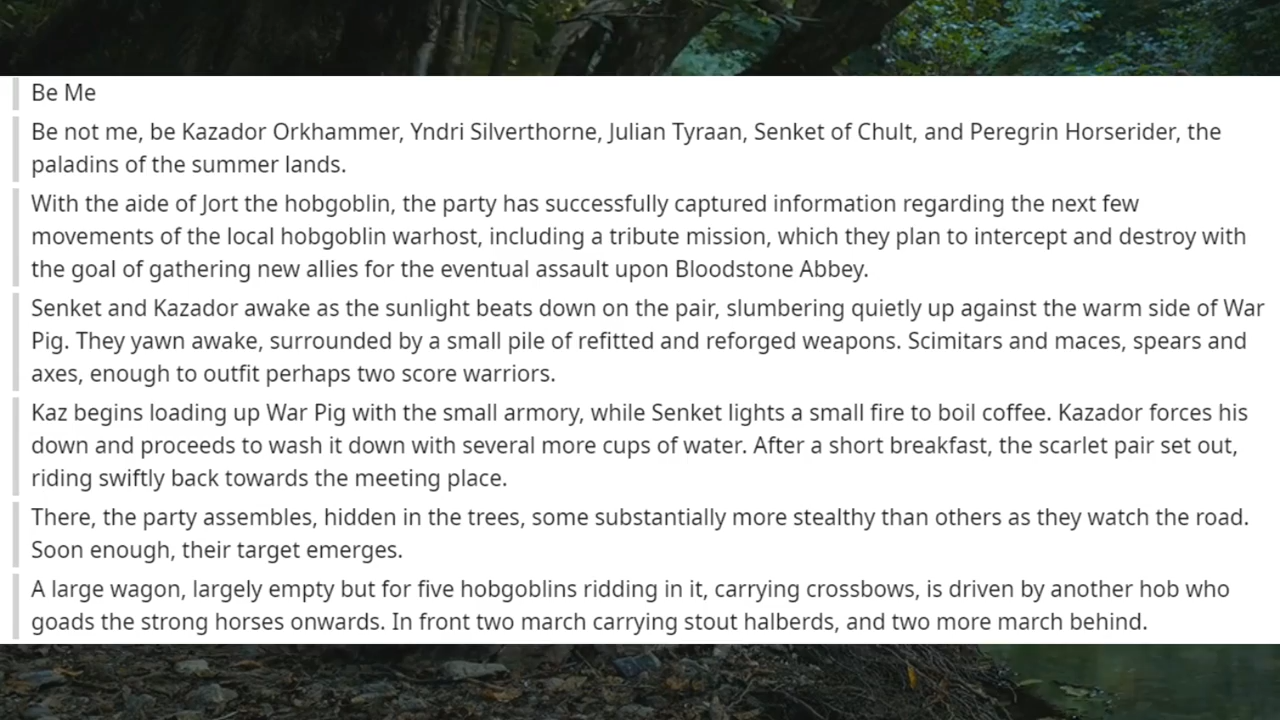 Be Me
Be not me, be Kazador Orkhammer, Yndri Silverthorne, Julian Tyraan, Senket of Chult, and Peregrin Horserider, the
paladins of the summer lands.
With the aide of Jort the hobgoblin, the party has successfully captured information regarding the next few
movements of the local hobgoblin warhost, including a tribute mission, which they plan to intercept and destroy with
the goal of gathering new allies for the eventual assault upon Bloodstone Abbey.
Senket and Kazador awake as the sunlight beats down on the pair, slumbering quietly up against the warm side of War
Pig. They yawn awake, surrounded by a small pile of refitted and reforged weapons. Scimitars and maces, spears and
axes, enough to outfit perhaps two score warriors.
Kaz begins loading up War Pig with the small armory, while Senket lights a small fire to boil coffee. Kazador forces his
down and proceeds to wash it down with several more cups of water. After a short breakfast, the scarlet pair set out,
riding swiftly back towards the meeting place.
There, the party assembles, hidden in the trees, some substantially more stealthy than others as they watch the road.
Soon enough, their target emerges.
A large wagon, largely empty but for five hobgoblins ridding in it, carrying crossbows, is driven by another hob who
goads the strong horses onwards. In front two march carrying stout halberds, and two more march behind.